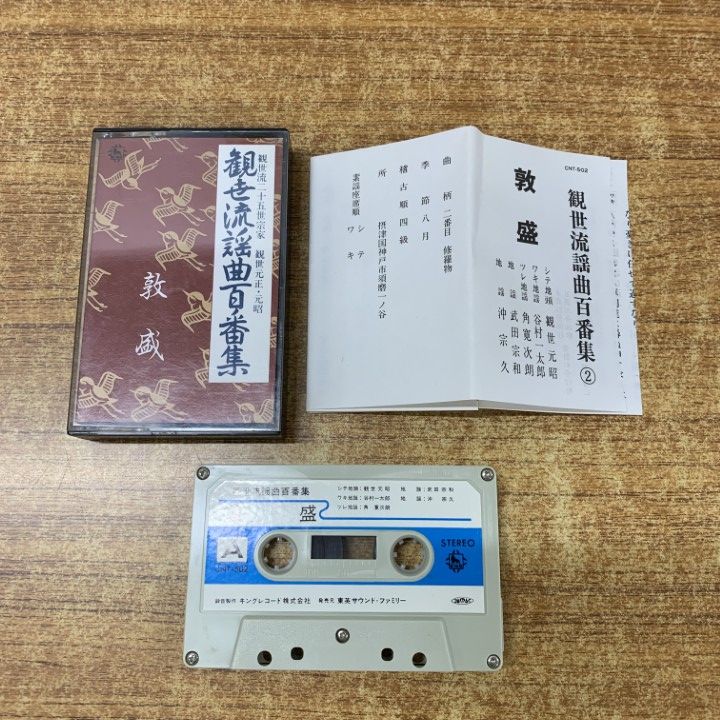 観世流二十五世宗家　観世元正・元昭
観世流謡曲百番集
敦盛
CNT-502
観世流謡曲百番集②
敦盛
シテ地頭　観世元昭
ワキ地謡　谷村一太郎
ツレ地謡　角寛次朗
地謡　武田宗和
地謡　沖宗久
曲柄　二番目　修羅物
季節　八月
稽古順　四級
所　摂津国神戸市須磨一ノ谷
素謡座席順　シテ
ワキ
謡曲百番集
盛
シテ地頭：観世元昭　地　謡：武田宗和
ワキ地謡：谷村一太郎　地　謡：沖　宗久
ツレ地謡：角　寛次朗
A
CNT-502
STEREO
録音製作　キングレコード株式会社　発売元　東英サウンド・ファミリー